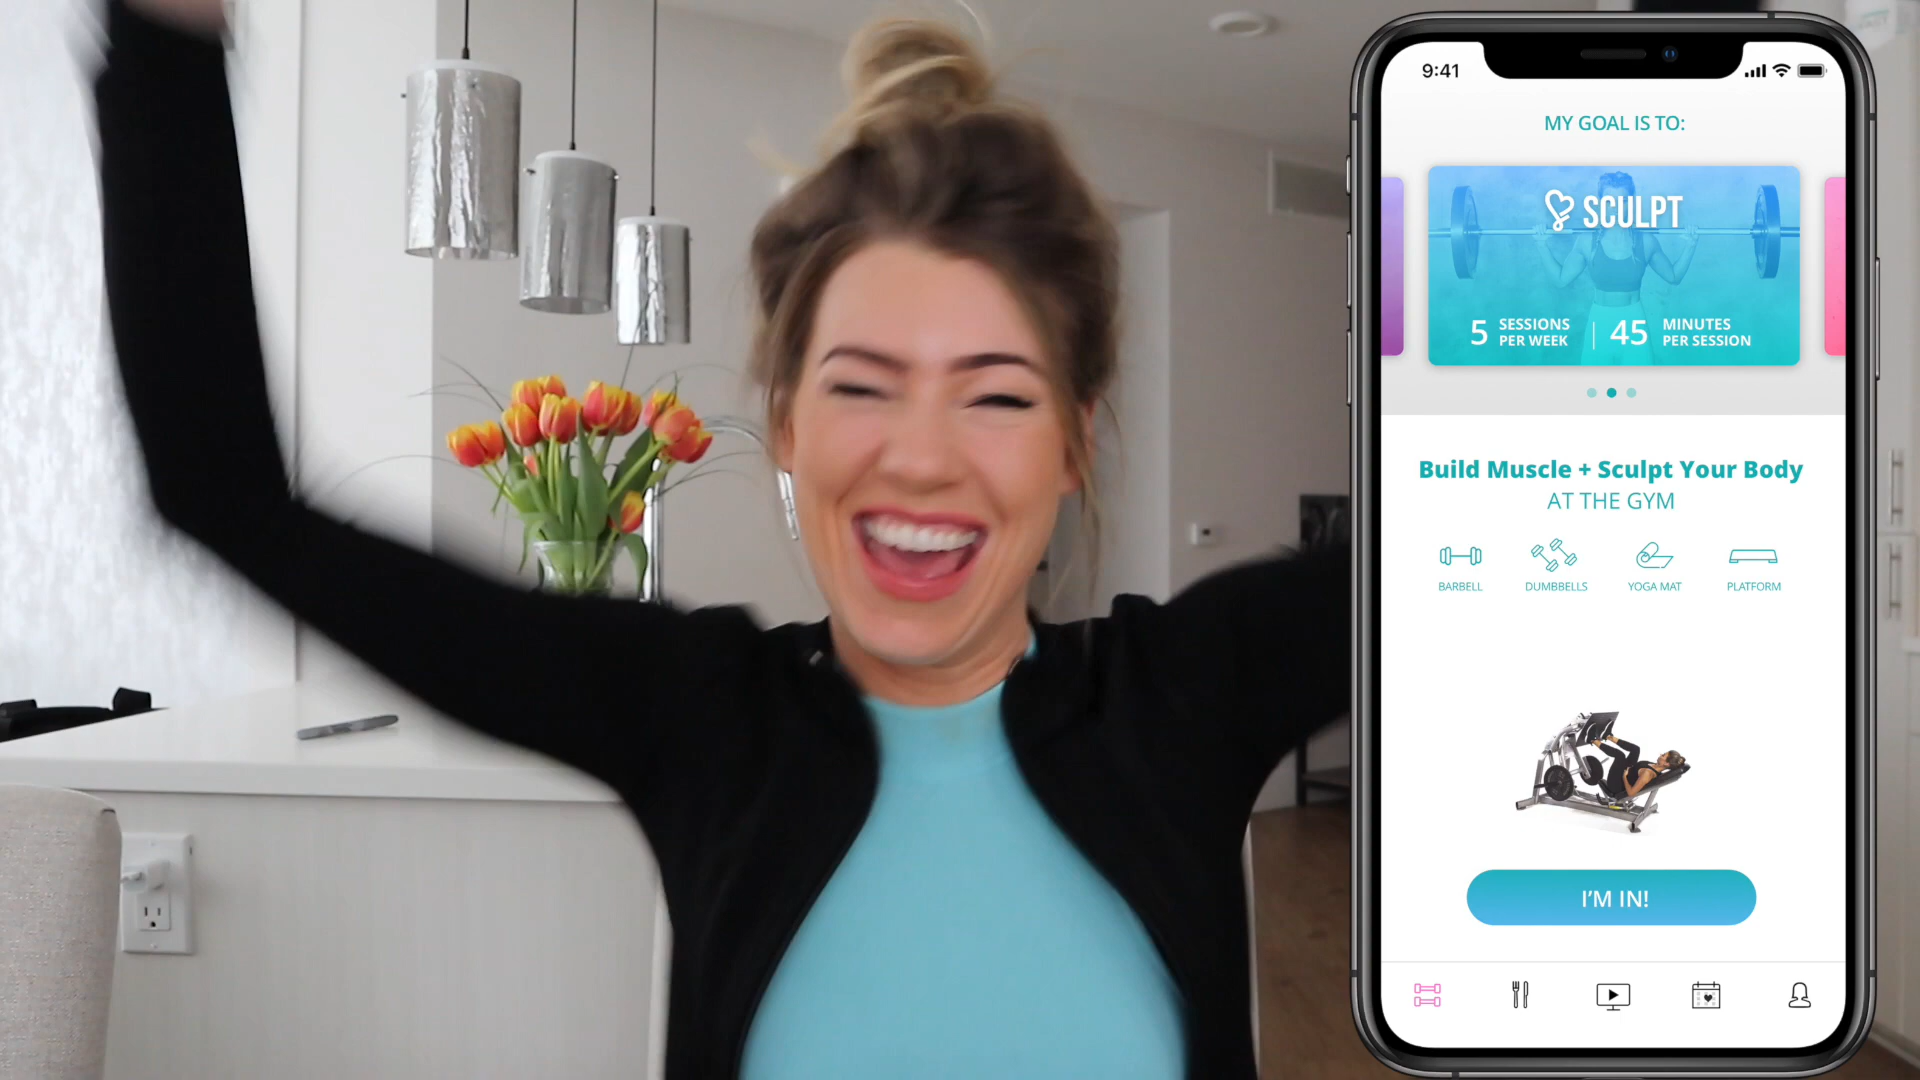 9:41
MY GOAL IS TO:
SCULPT
5 SESSIONS PER WEEK | 45 MINUTES PER SESSION
Build Muscle + Sculpt Your Body
AT THE GYM
BARBELL DUMBBELLS YOGA MAT PLATFORM
I'M IN!